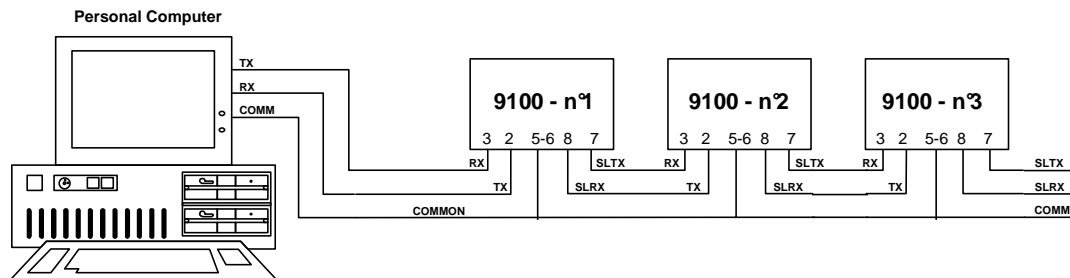 Personal Computer
TX
RX
COMM
9100 - n°1
9100 - n°2
9100 - n°3
3 2 5-6 8 7
3 2 5-6 8 7
3 2 5-6 8 7
RX
SLTX
RX
SLTX
RX
SLTX
TX
SLRX
TX
SLRX
TX
SLRX
COMMON
COMM